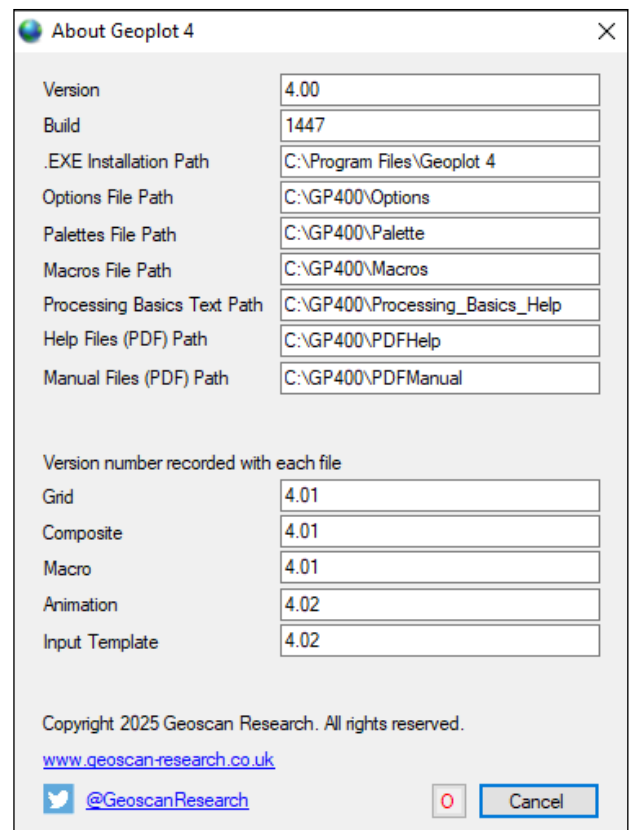 About Geoplot 4
Version 4.00
Build 1447
.EXE Installation Path C:\Program Files\Geoplot 4
Options File Path C:\GP400\Options
Palettes File Path C:\GP400\Palette
Macros File Path C:\GP400\Macros
Processing Basics Text Path C:\GP400\Processing_Basics_Help
Help Files (PDF) Path C:\GP400\PDFHelp
Manual Files (PDF) Path C:\GP400\PDFManual
Version number recorded with each file
Grid 4.01
Composite 4.01
Macro 4.01
Animation 4.02
Input Template 4.02
Copyright 2025 Geoscan Research. All rights reserved.
www.geoscan-research.co.uk
@GeoscanResearch O Cancel